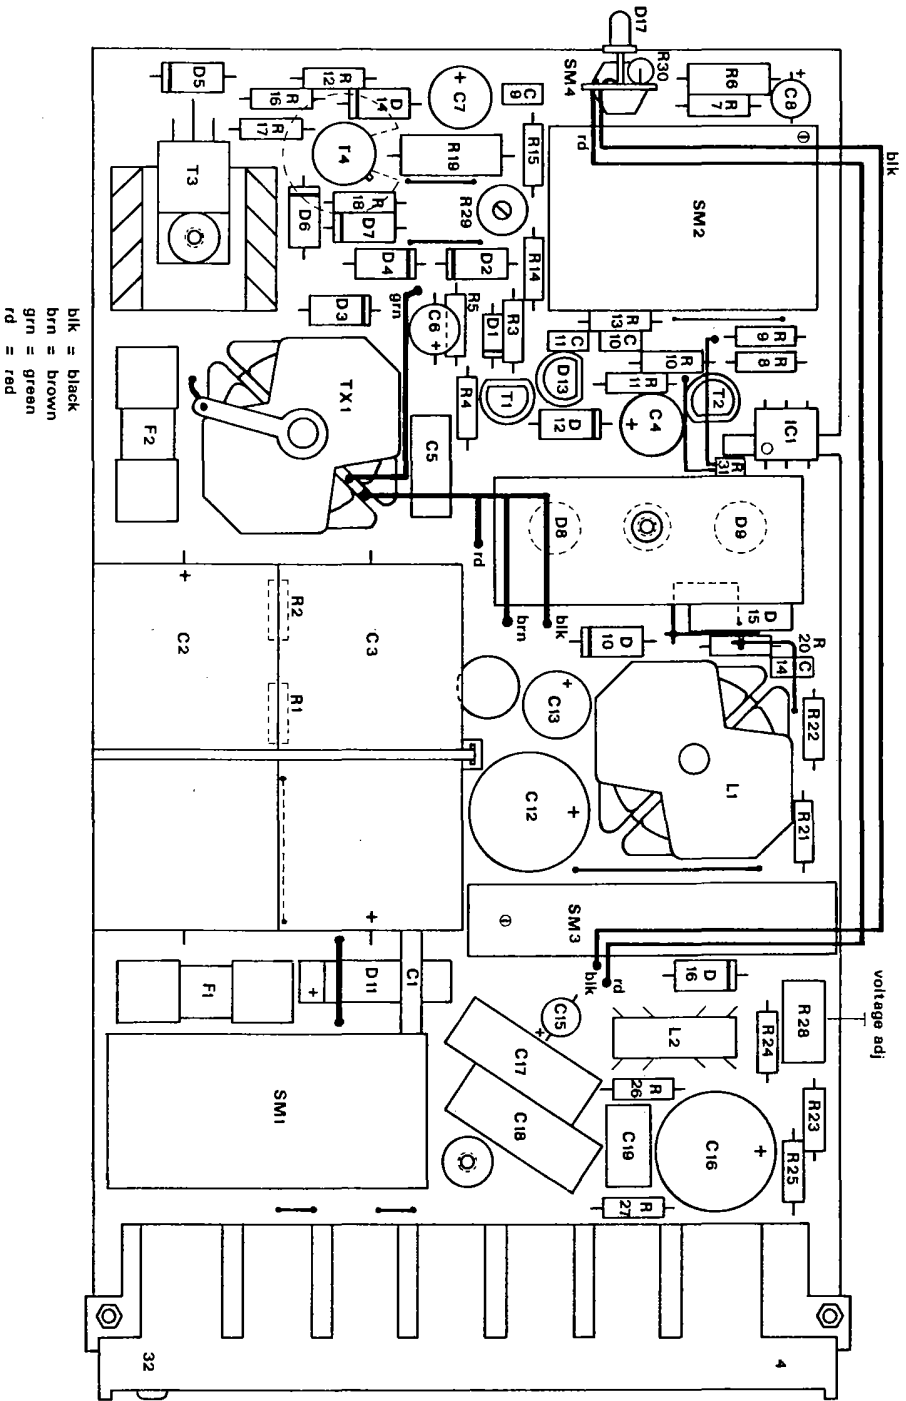 D17
R30
SM4
R6
R7
+
C8
D5
R12
R16
R17
D14
+
C7
C9
rd
blk
T3
T4
R19
R15
SM2
R18
D7
D6
R29
D4
D2
R14
grn
D3
R5
C6
+
D1
R3
C11
R13
C10
R10
R11
R9
R8
TX1
F2
R4
T1
D13
D12
C4
+
T2
IC1
R31
C5
D8
D9
rd
brn
blk
D15
D10
R20
C14
R22
+
C2
R2
C3
R1
C13
+
C12
+
L1
R21
+
SM3
blk
rd
D16
F1
+
D11
C1
C15
+
L2
R24
R28
voltage adj
SM1
C17
C18
R26
C19
C16
+
R23
R25
R27
32
4
blk = black
brn = brown
grn = green
rd = red